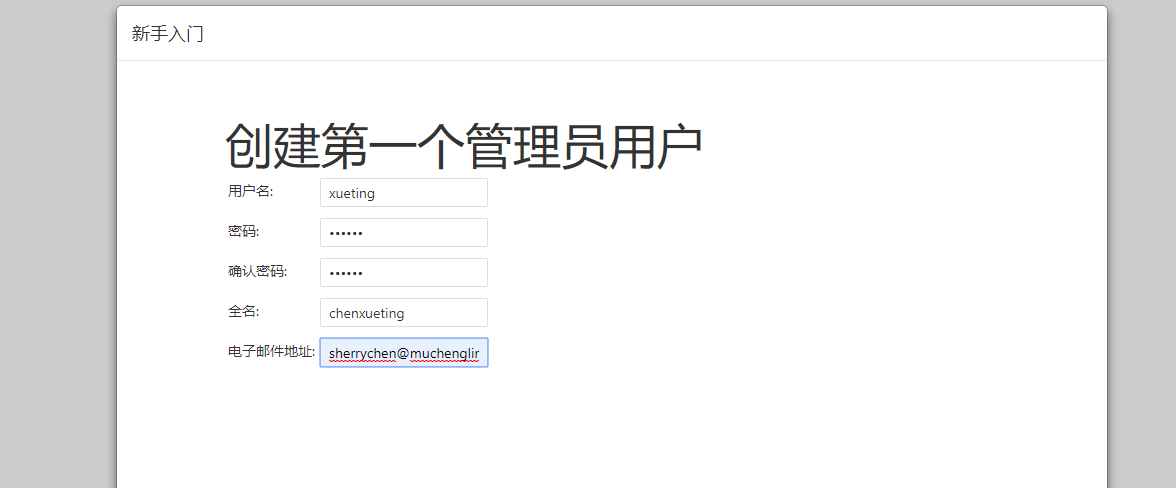 新手入门
创建第一个管理员用户
用户名: xueting
密码: ••••••
确认密码: ••••••
全名: chenxueting
电子邮件地址: sherrychen@muchenglin